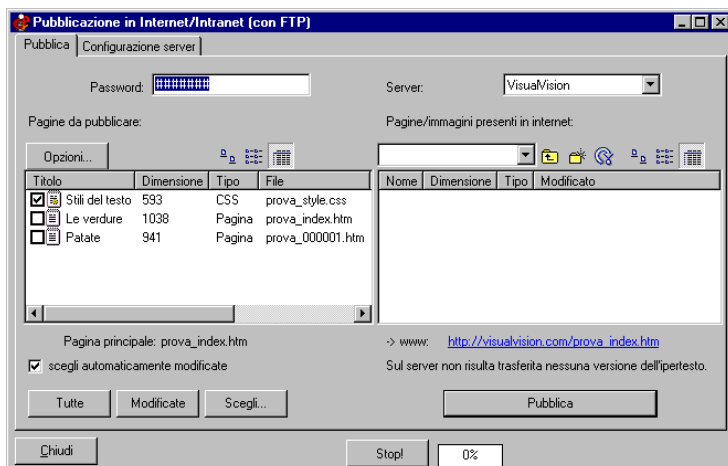 Pubblicazione in Internet/Intranet (con FTP)
Pubblica Configurazione server
Password: ######## Server: VisualVision
Pagine da pubblicare: Pagine/immagini presenti in internet:
Opzioni...
Titolo Dimensione Tipo File Nome Dimensione Tipo Modificato
Stili del testo 593 CSS prova_style.css
Le verdure 1038 Pagina prova_index.htm
Patate 941 Pagina prova_000001.htm
Pagina principale: prova_index.htm -> www: http://visualvision.com/prova_index.htm
scegli automaticamente modificate Sul server non risulta trasferita nessuna versione dell'ipertesto.
Tutte Modificate Scegli... Pubblica
Chiudi Stop! 0%